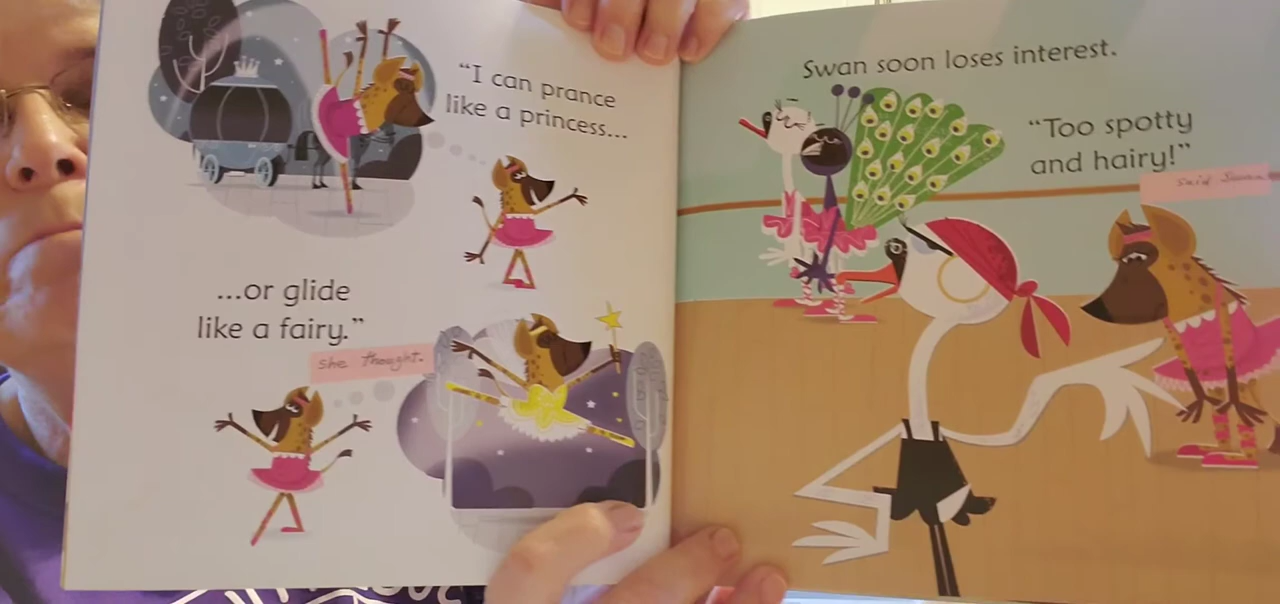 “I can prance
like a princess...
...or glide
like a fairy.”
she thought.
Swan soon loses interest.
“Too spotty
and hairy!”
said Swan